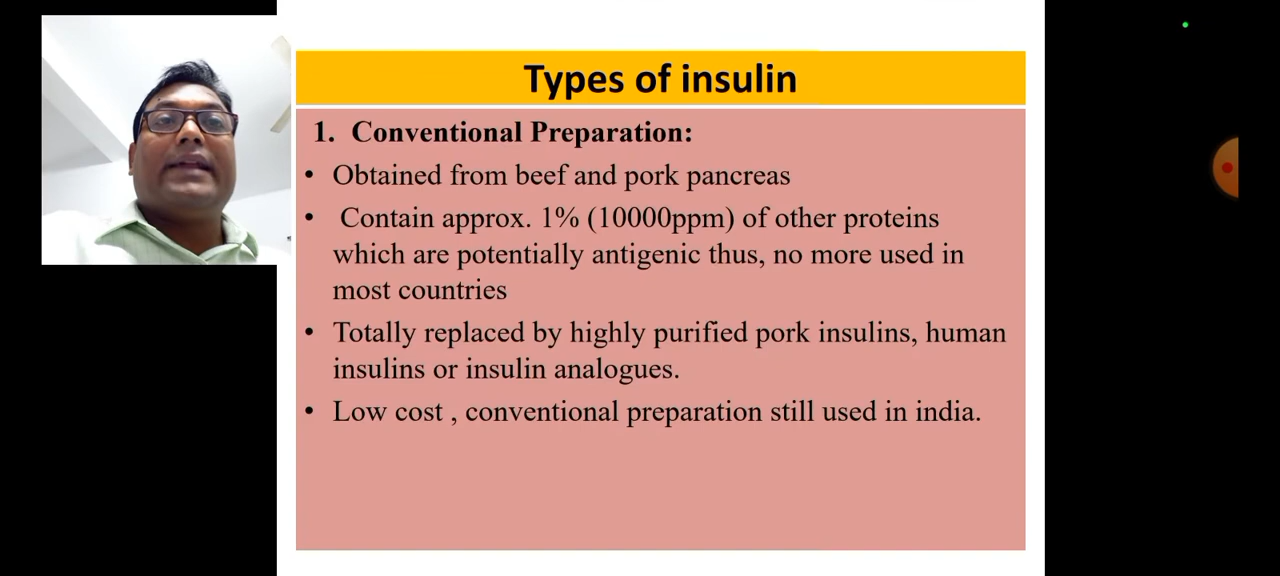 Types of insulin
1. Conventional Preparation:
• Obtained from beef and pork pancreas
• Contain approx. 1% (10000ppm) of other proteins
which are potentially antigenic thus, no more used in
most countries
• Totally replaced by highly purified pork insulins, human
insulins or insulin analogues.
• Low cost , conventional preparation still used in india.